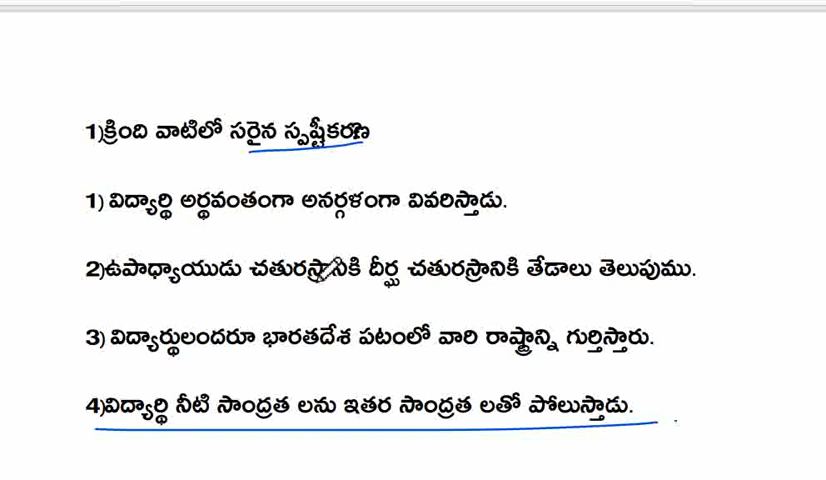 1)క్రింది వాటిలో సరైన స్పష్టీకరణ
1) విద్యార్థి అర్థవంతంగా అనర్గళంగా వివరిస్తాడు.
2)ఉపాధ్యాయుడు చతురస్రానికి దీర్ఘ చతురస్రానికి తేడాలు తెలుపుము.
3) విద్యార్థులందరూ భారతదేశ పటంలో వారి రాష్ట్రాన్ని గుర్తిస్తారు.
4)విద్యార్థి నీటి సాంద్రత లను ఇతర సాంద్రత లతో పోలుస్తాడు.